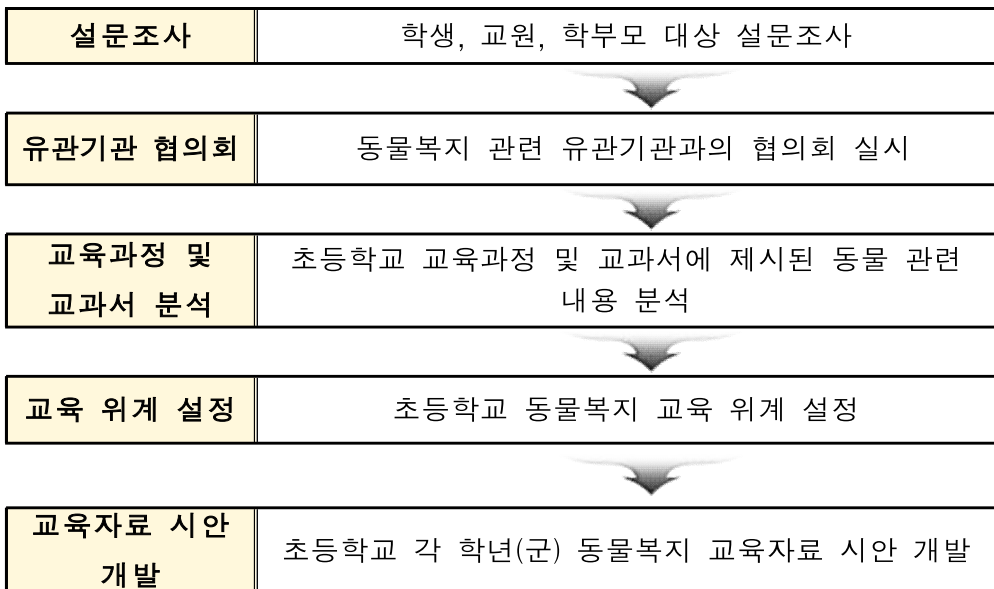 설문조사
학생, 교원, 학부모 대상 설문조사
유관기관 협의회
동물복지 관련 유관기관과의 협의회 실시
교육과정 및
교과서 분석
초등학교 교육과정 및 교과서에 제시된 동물 관련
내용 분석
교육 위계 설정
초등학교 동물복지 교육 위계 설정
교육자료 시안
개발
초등학교 각 학년(군) 동물복지 교육자료 시안 개발